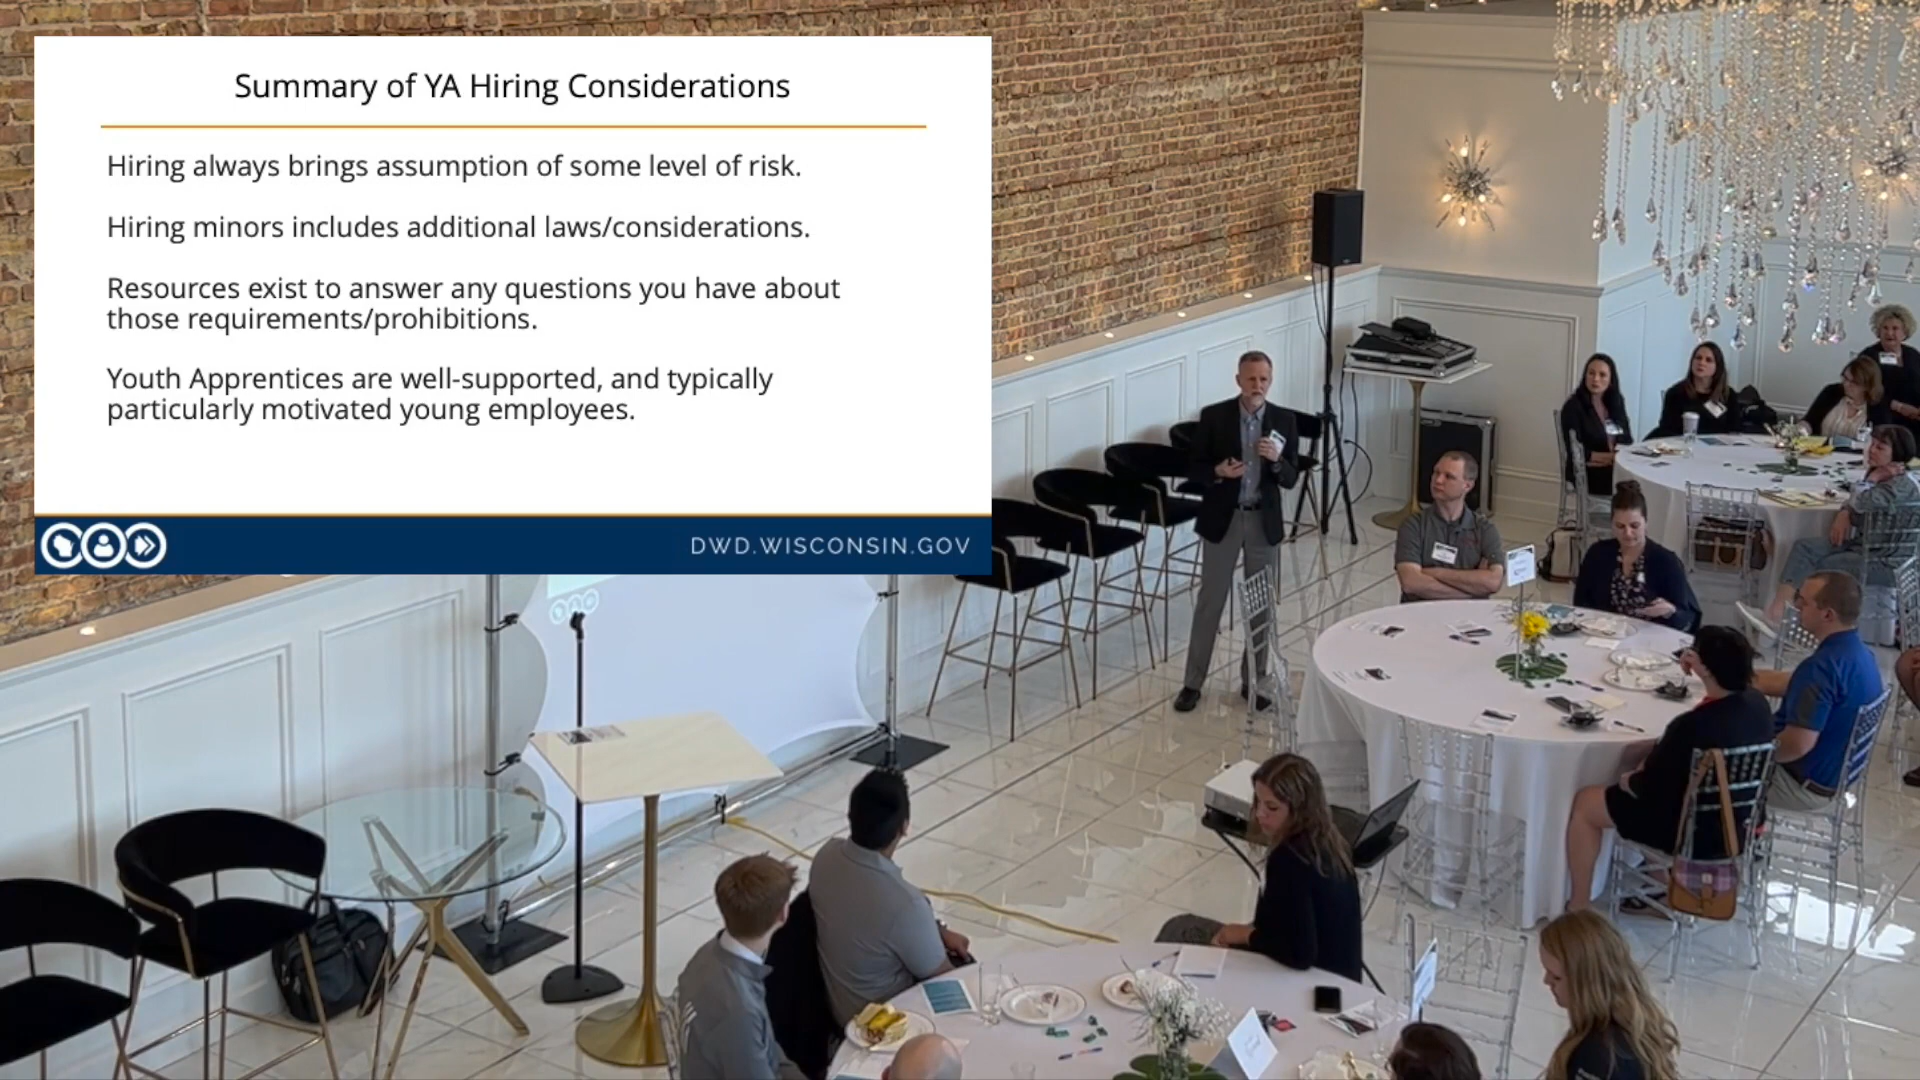 Summary of YA Hiring Considerations
Hiring always brings assumption of some level of risk.
Hiring minors includes additional laws/considerations.
Resources exist to answer any questions you have about
those requirements/prohibitions.
Youth Apprentices are well-supported, and typically
particularly motivated young employees.
DWD.WISCONSIN.GOV